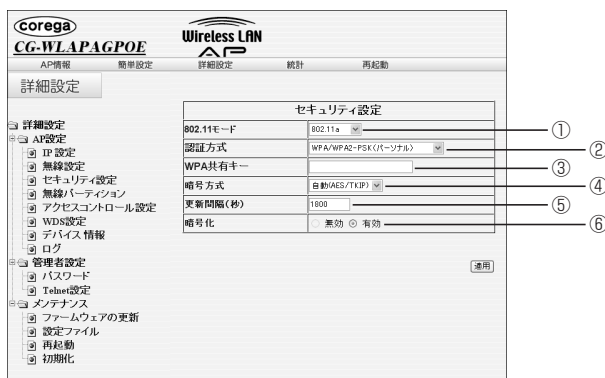 corega
CG-WLAPAGPOE
Wireless LAN
AP
AP情報 簡単設定 詳細設定 統計 再起動
詳細設定
詳細設定
AP設定
IP 設定
無線設定
セキュリティ設定
無線パーティション
アクセスコントロール設定
WDS設定
デバイス 情報
ログ
管理者設定
パスワード
Telnet設定
メンテナンス
ファームウェアの更新
設定ファイル
再起動
初期化
セキュリティ設定
802.11モード 802.11a ①
認証方式 WPA/WPA2-PSK(パーソナル) ②
WPA共有キー ③
暗号方式 自動(AES/TKIP) ④
更新間隔(秒) 1800 ⑤
暗号化 無効 有効 ⑥
適用